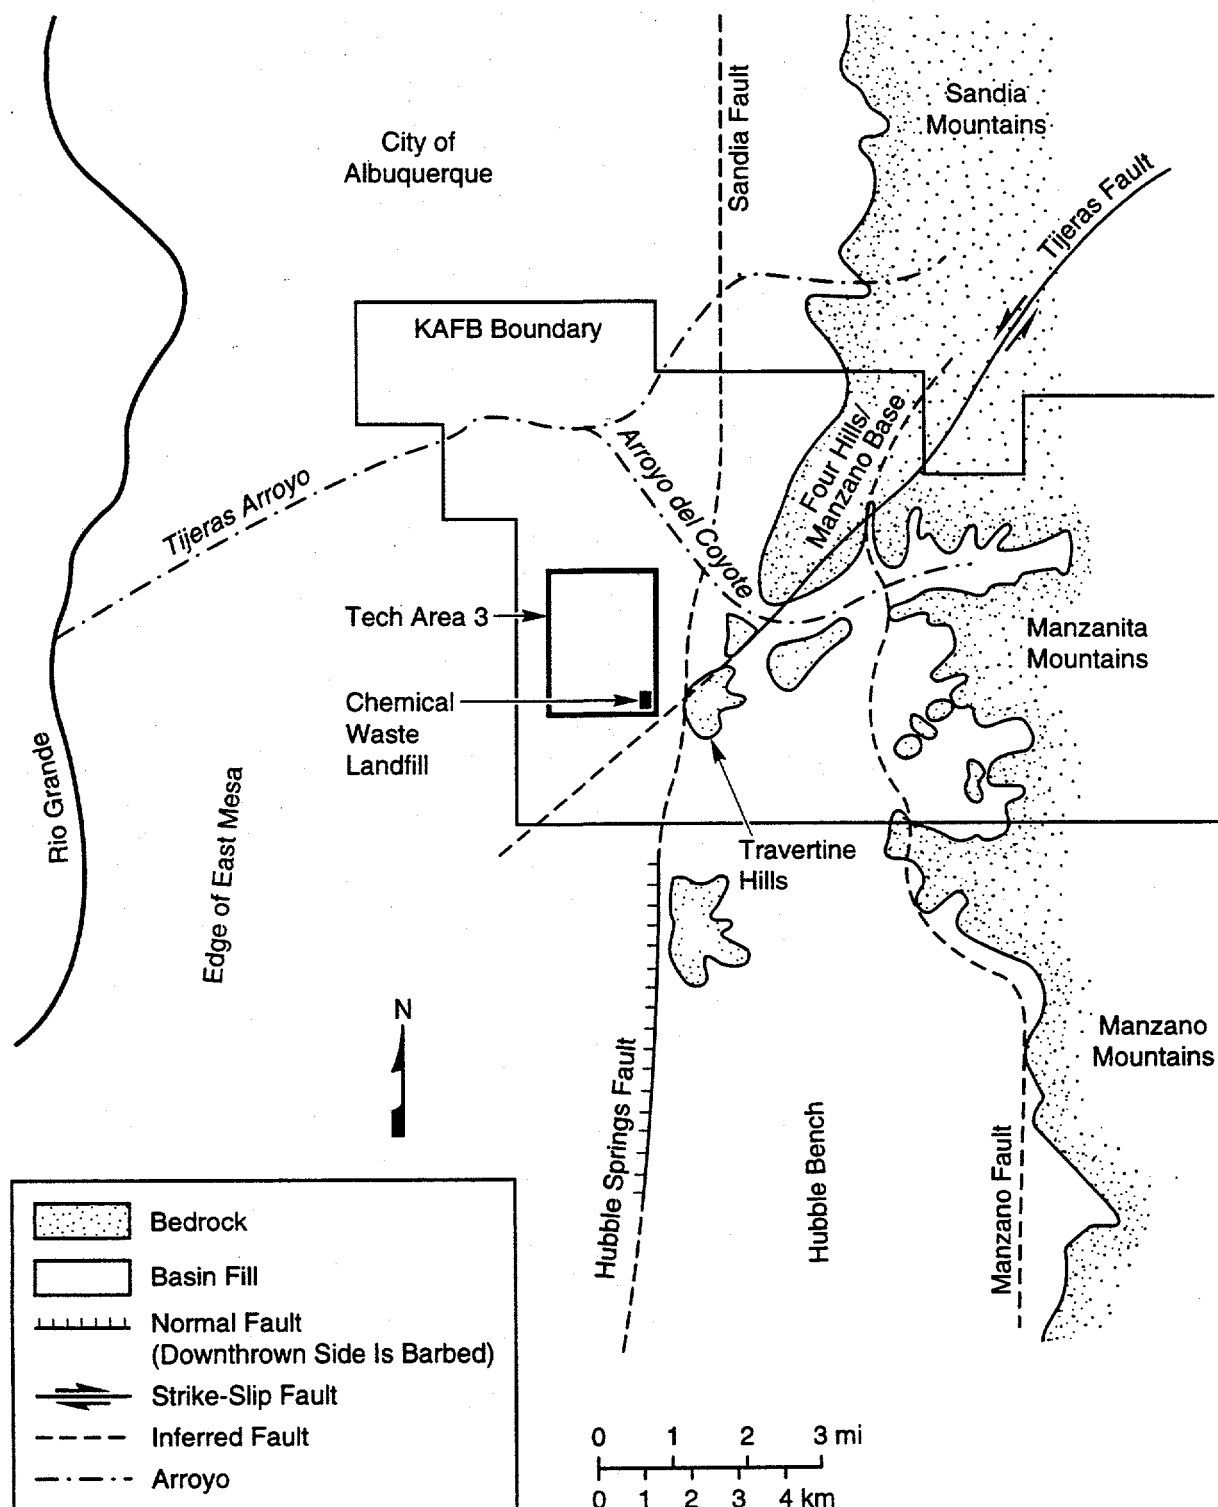 Sandia
Mountains
City of
Albuquerque
Sandia Fault
Tijeras Fault
KAFB Boundary
Four Hills/
Manzano Base
Arroyo del Coyote
Tijeras Arroyo
Tech Area 3
Manzanita
Mountains
Chemical
Waste
Landfill
Rio Grande
Edge of East Mesa
Travertine
Hills
N
Manzano
Mountains
Hubble Springs Fault
Hubble Bench
Manzano Fault
Bedrock
Basin Fill
Normal Fault
(Downthrown Side Is Barbed)
Strike-Slip Fault
Inferred Fault
Arroyo
0 1 2 3 mi
0 1 2 3 4 km